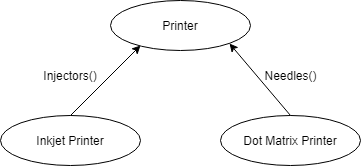 Printer
Injectors()
Needles()
Inkjet Printer
Dot Matrix Printer